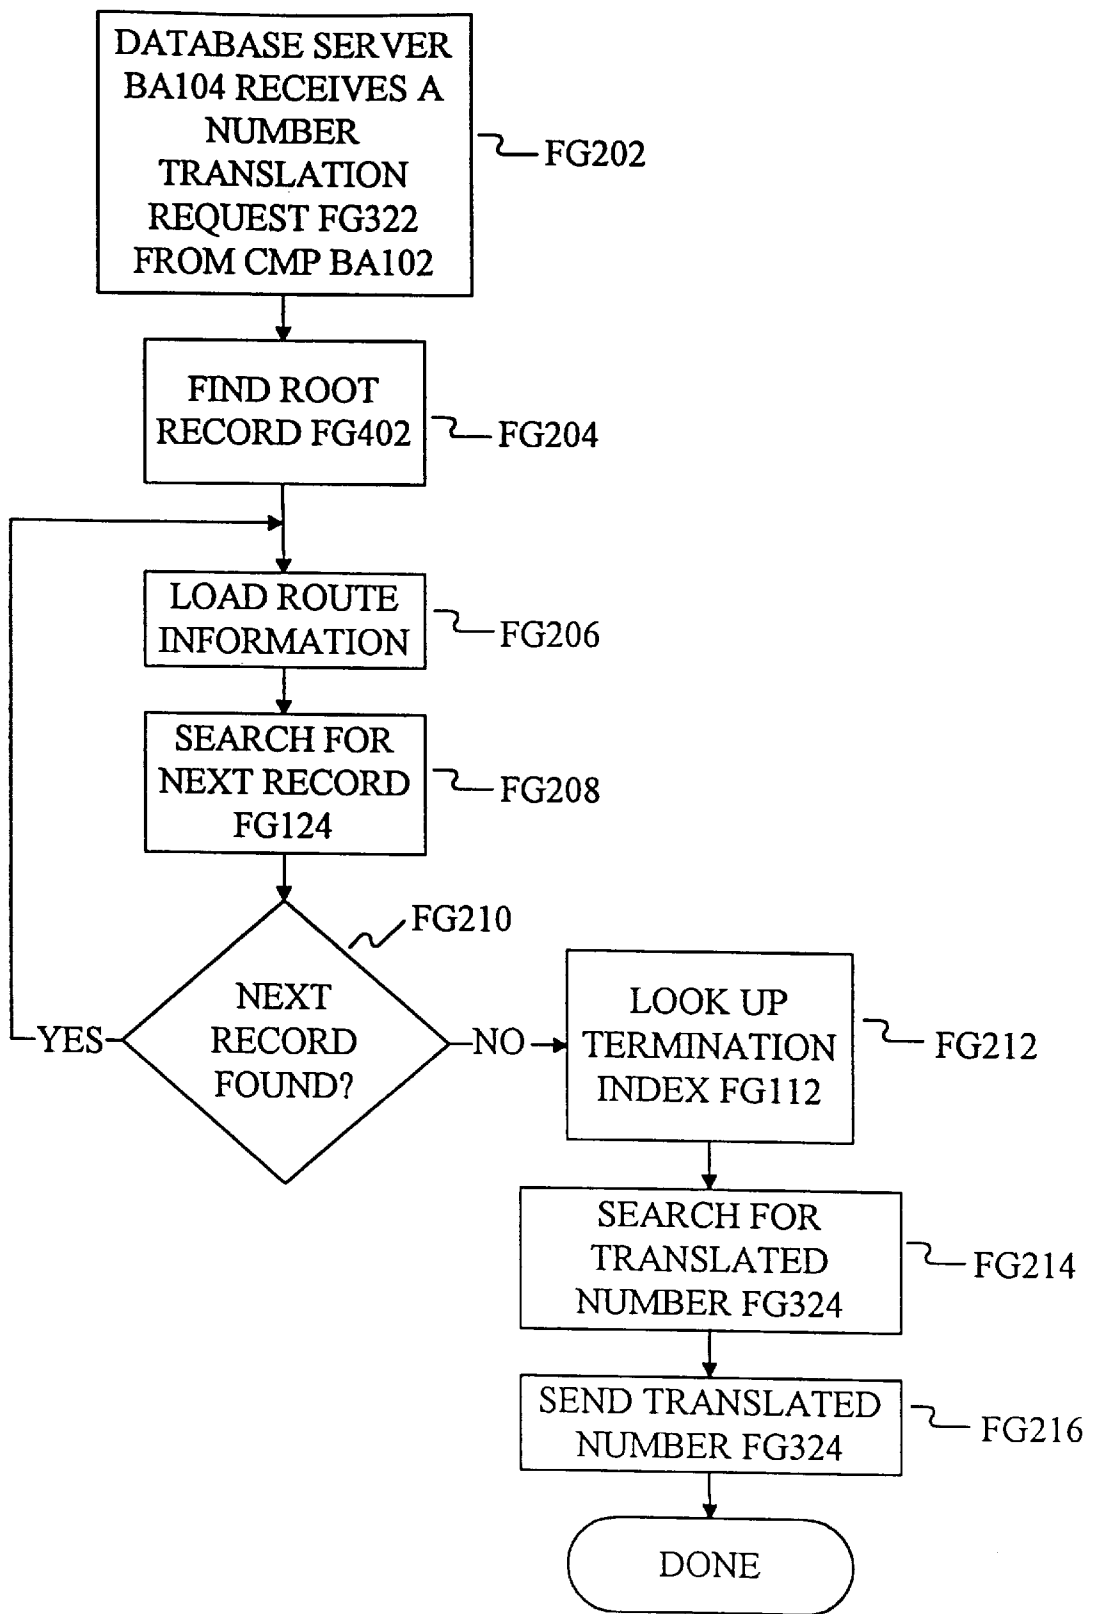 DATABASE SERVER
BA104 RECEIVES A
NUMBER
TRANSLATION
REQUEST FG322
FROM CMP BA102
FG202
FIND ROOT
RECORD FG402
FG204
LOAD ROUTE
INFORMATION
FG206
SEARCH FOR
NEXT RECORD
FG124
FG208
FG210
NEXT
RECORD
FOUND?
YES
NO
LOOK UP
TERMINATION
INDEX FG112
FG212
SEARCH FOR
TRANSLATED
NUMBER FG324
FG214
SEND TRANSLATED
NUMBER FG324
FG216
DONE